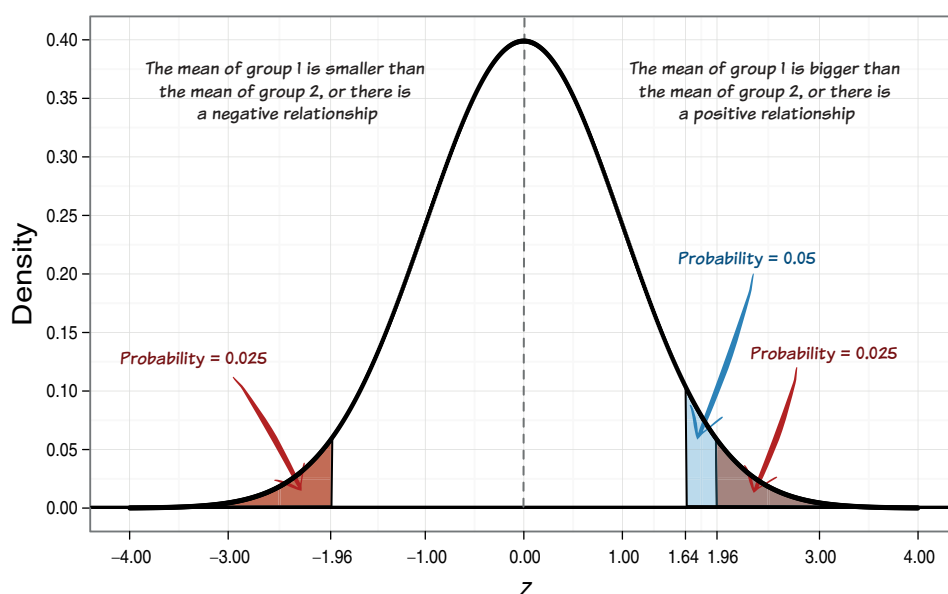 0.40
The mean of group 1 is smaller than
the mean of group 2, or there is
a negative relationship
The mean of group 1 is bigger than
the mean of group 2, or there is
a positive relationship
0.35
0.30
0.25
Probability = 0.05
0.20
Density
0.15
Probability = 0.025
Probability = 0.025
0.10
0.05
0.00
–4.00 –3.00 –1.96 –1.00 0.00 1.00 1.64 1.96 3.00 4.00
z